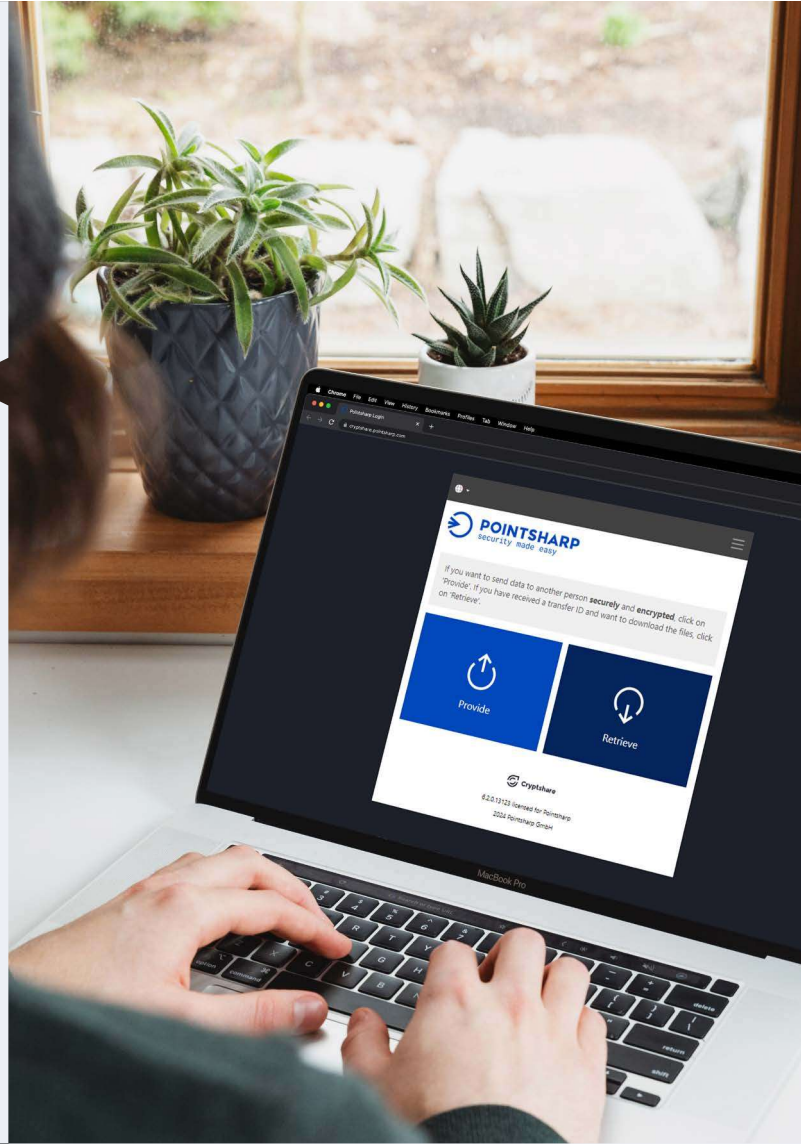 Chrome File Edit View History Bookmarks Profiles Tab Window Help
Pointsharp Login
cryptshare.pointsharp.com
POINTSHARP
security made easy
If you want to send data to another person securely and encrypted, click on
'Provide'. If you have received a transfer ID and want to download the files, click
on 'Retrieve'.
Provide
Retrieve
Cryptshare
6.2.0.13123 licensed for Pointsharp
2024 Pointsharp GmbH
MacBook Pro
delete
return
shift
option
command